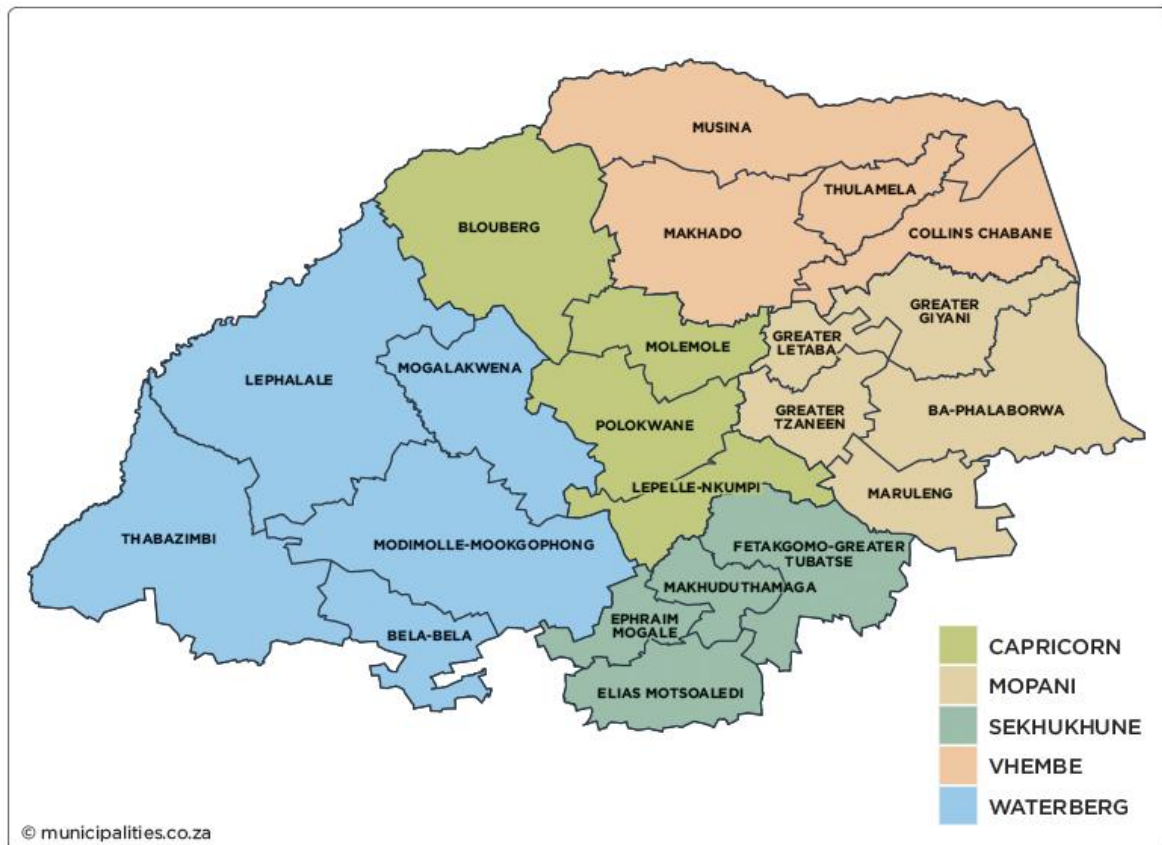 MUSINA
THULAMELA
BLOUBERG
MAKHADO
COLLINS CHABANE
GREATER
GIYANI
MOLEMOLE
GREATER
LETABA
MOGALAKWENA
LEPHALALE
BA-PHALABORWA
GREATER
TZANEEN
POLOKWANE
LEPELLE-NKUMPI
MARULENG
THABAZIMBI
MODIMOLLE-MOOKGOPHONG
FETAKGOMO-GREATER
TUBATSE
MAKHUDUTHAMAGA
EPHRAIM
MOGALE
BELA-BELA
ELIAS MOTSOALEDI
CAPRICORN
MOPANI
SEKHUKHUNE
VHEMBE
WATERBERG
© municipalities.co.za